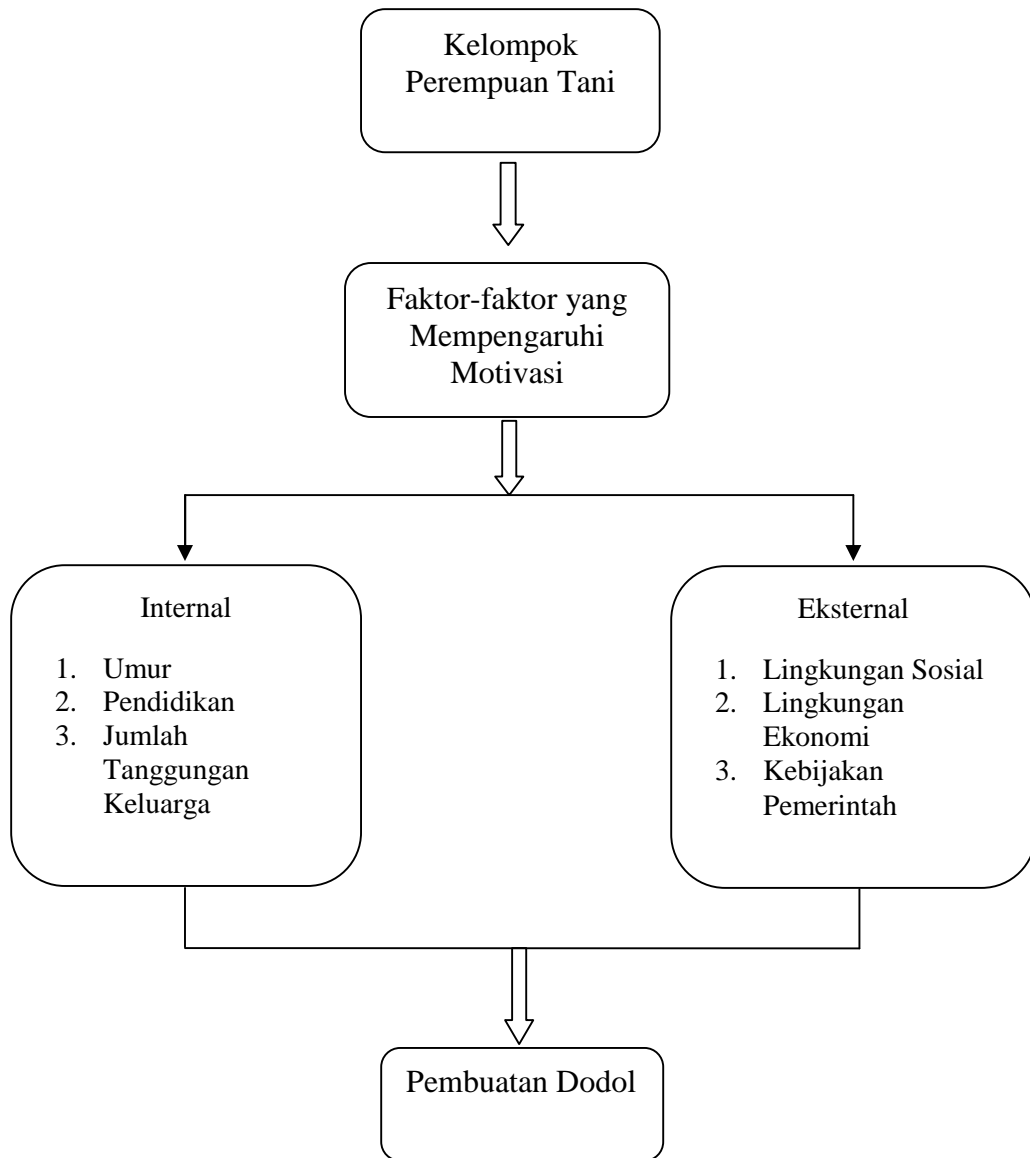 Kelompok
Perempuan Tani
Faktor-faktor yang
Mempengaruhi
Motivasi
Internal
1. Umur
2. Pendidikan
3. Jumlah
Tanggungan
Keluarga
Eksternal
1. Lingkungan Sosial
2. Lingkungan
Ekonomi
3. Kebijakan
Pemerintah
Pembuatan Dodol